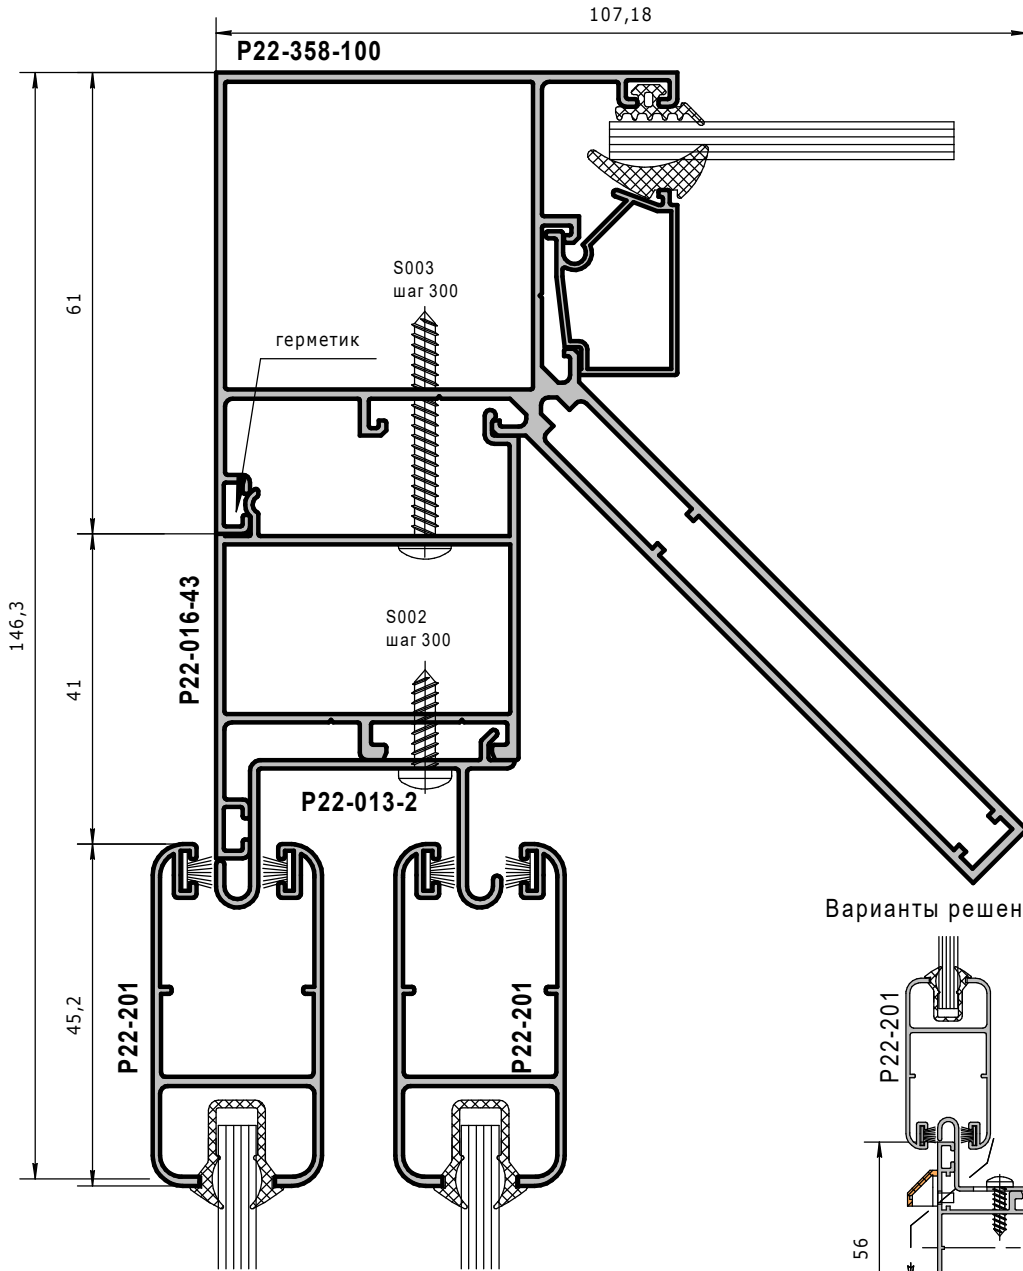 107,18
P22-358-100
61
S003
шаг 300
герметик
146,3
P22-016-43
S002
шаг 300
41
P22-013-2
Варианты решен
45,2
P22-201
P22-201
P22-201
56